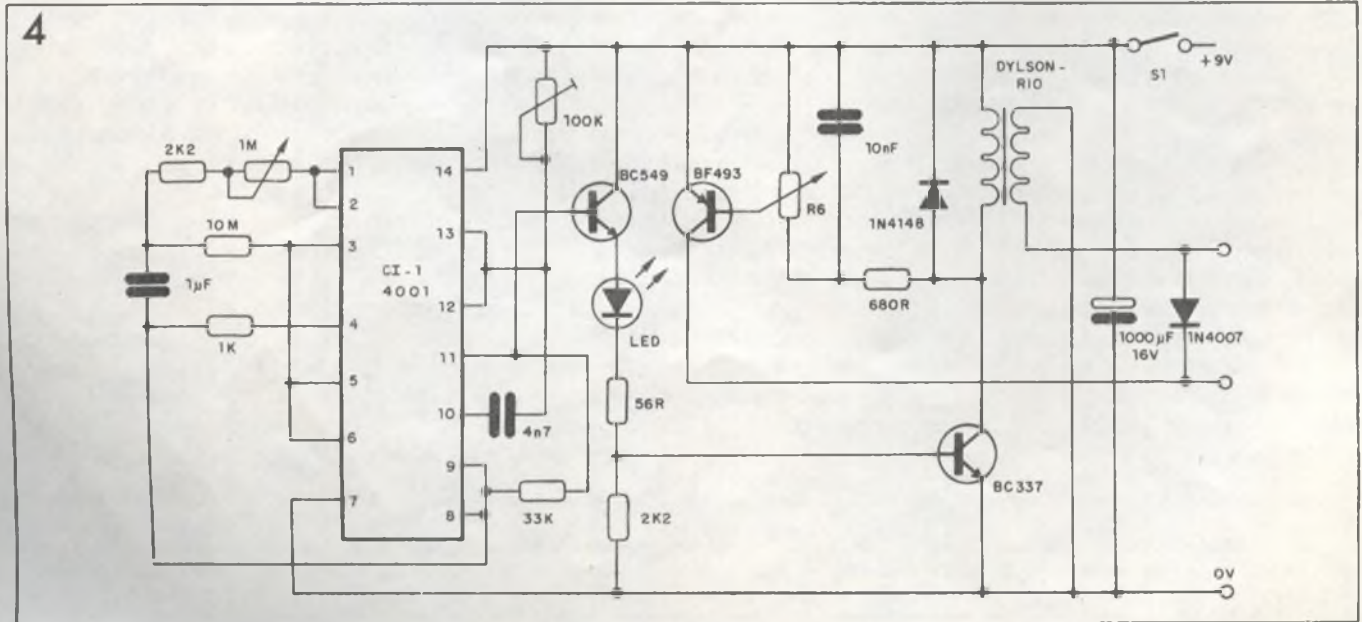 4
DYLSON-
RIO
S1
+9V
100K
2K2
1M
1
2
14
BC549
BF493
10nF
R6
1N4148
10M
3
13
CI-1
4001
1µF
12
680R
LED
1K
4
11
1000µF
16V
1N4007
5
56R
10
4n7
6
9
BC337
7
33K
8
2K2
0V